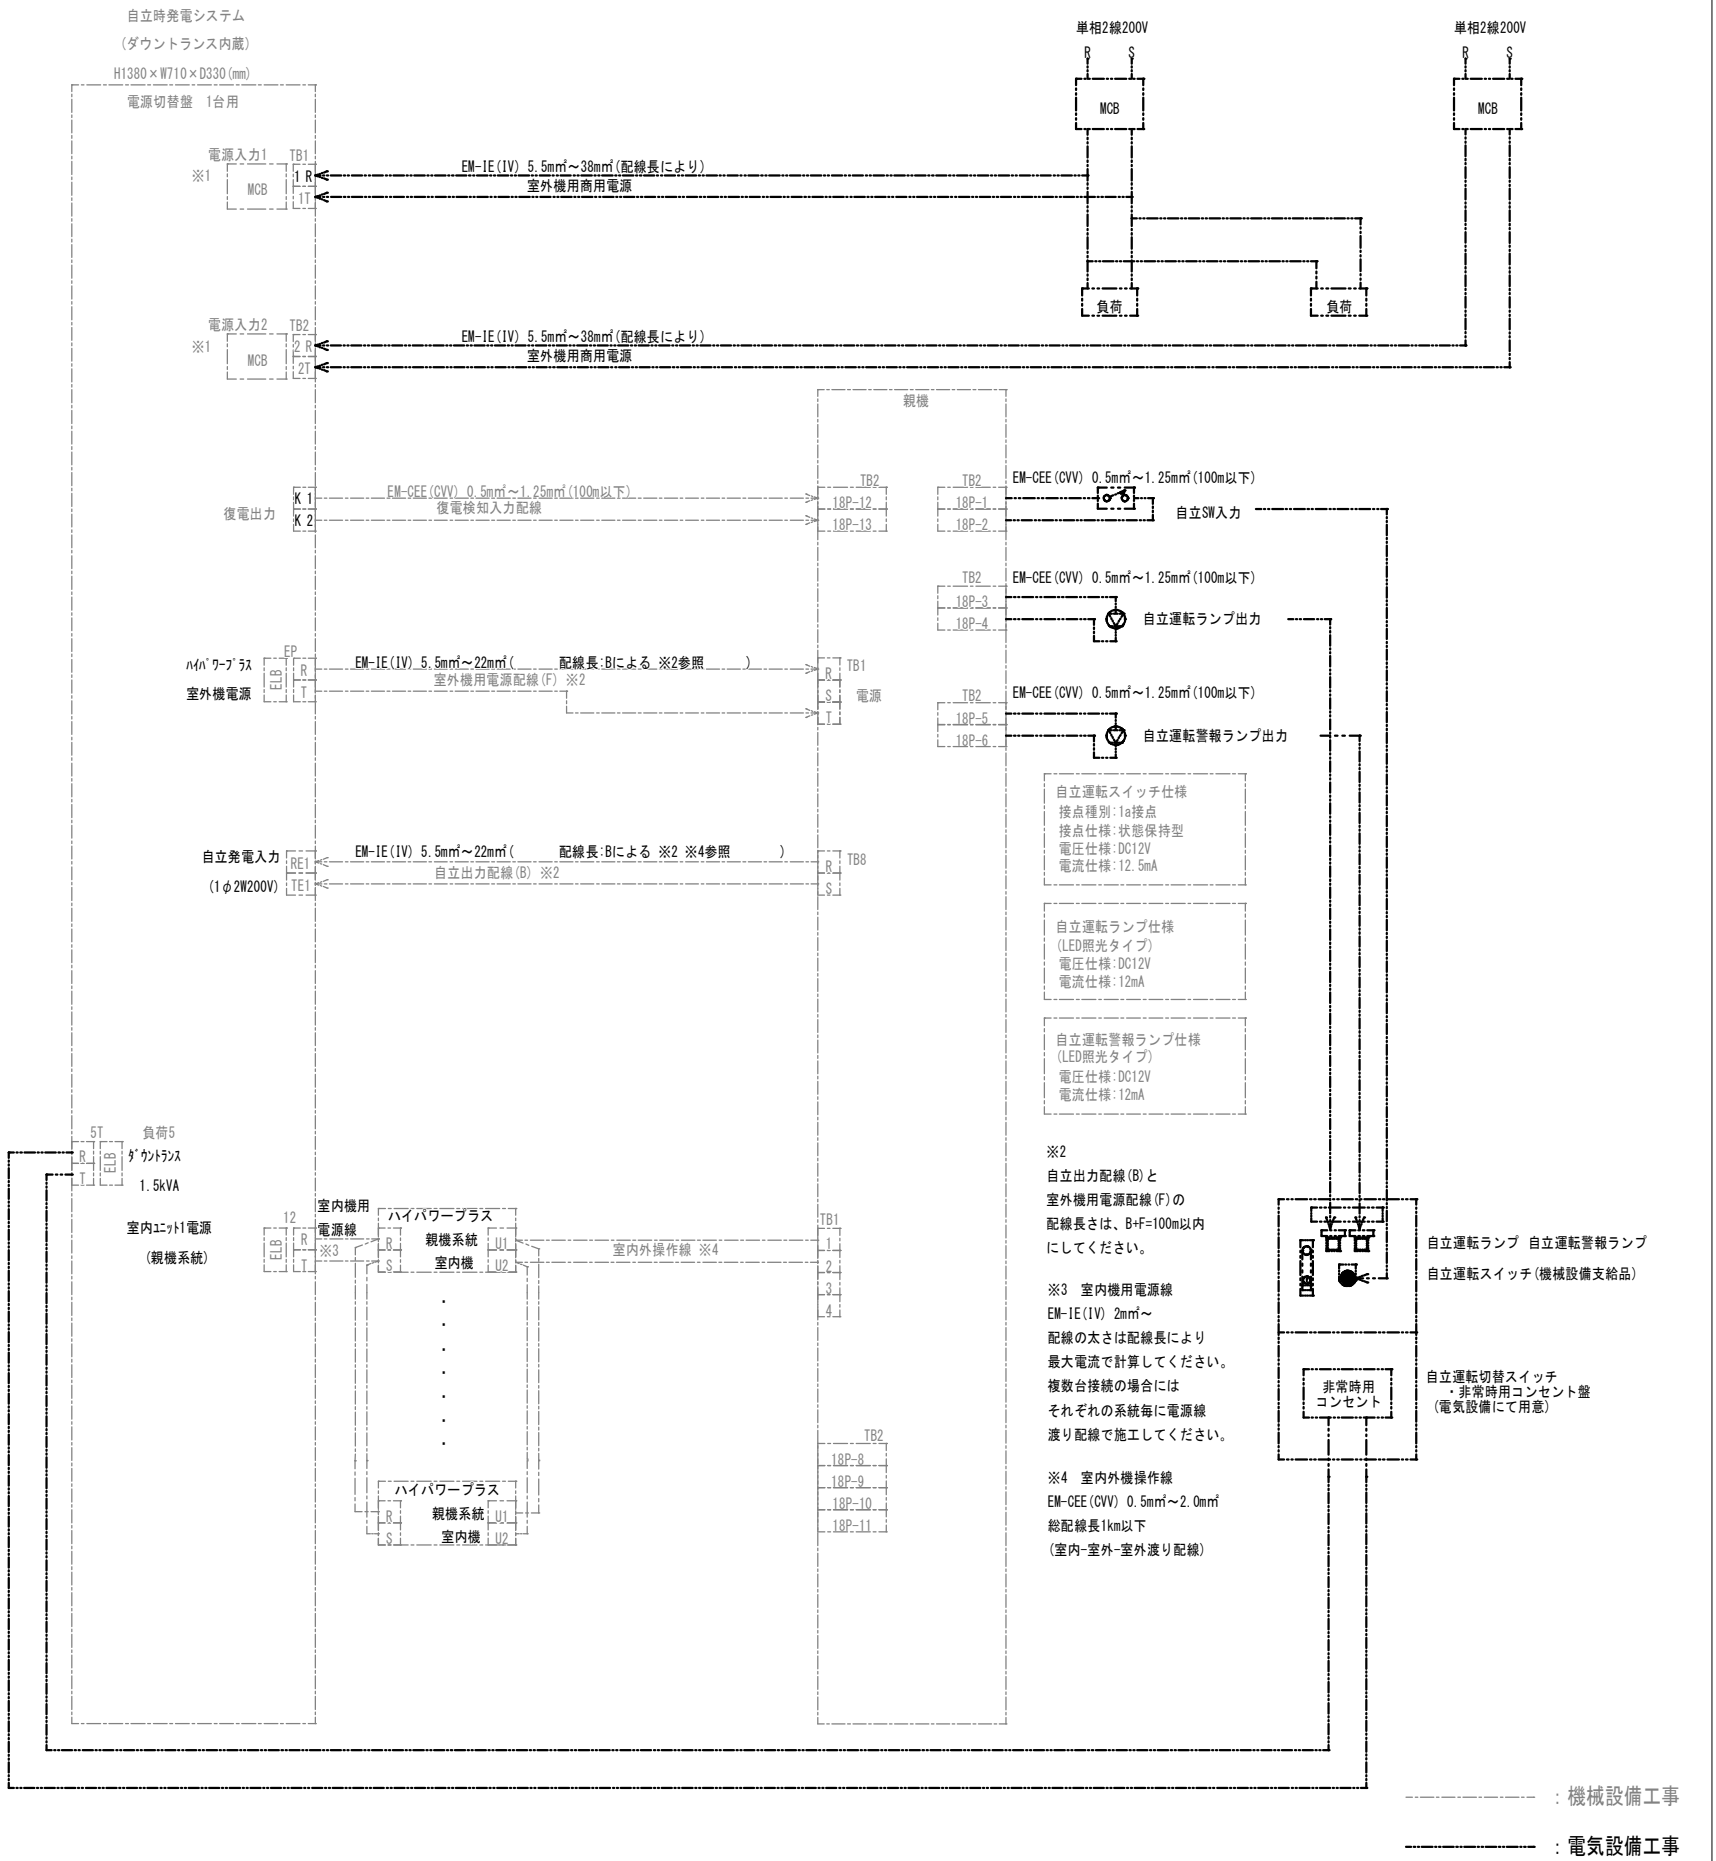 自立時発電システム
(ダウントランス内蔵)
H1380×W710×D330(mm)
電源切替盤 1台用
単相2線200V
R S
MCB
単相2線200V
R S
MCB
電源入力1 TB1
※1 MCB 1 R
1T
EM-IE(IV) 5.5m㎡～38m㎡(配線長により)
室外機用商用電源
負荷 負荷
電源入力2 TB2
※1 MCB 2 R
2T
EM-IE(IV) 5.5m㎡～38m㎡(配線長により)
室外機用商用電源
親機
復電出力
K 1
K 2
EM-CEE(CVV) 0.5m㎡～1.25m㎡(100m以下)
復電検知入力配線
TB2
18P-12
18P-13
TB2
18P-1
18P-2
EM-CEE(CVV) 0.5m㎡～1.25m㎡(100m以下)
自立SW入力
TB2
18P-3
18P-4
EM-CEE(CVV) 0.5m㎡～1.25m㎡(100m以下)
自立運転ランプ出力
ﾊｲﾊﾟﾜｰﾌﾟﾗｽ
室外機電源
EP
ELB
R
T
EM-IE(IV) 5.5m㎡～22m㎡( 配線長:Bによる ※2参照 )
室外機用電源配線(F) ※2
TB1
R
S
T
電源
TB2
18P-5
18P-6
EM-CEE(CVV) 0.5m㎡～1.25m㎡(100m以下)
自立運転警報ランプ出力
自立運転スイッチ仕様
接点種別:1a接点
接点仕様:状態保持型
電圧仕様:DC12V
電流仕様:12.5mA
自立発電入力
(1φ2W200V)
RE1
TE1
EM-IE(IV) 5.5m㎡～22m㎡( 配線長:Bによる ※2 ※4参照 )
自立出力配線(B) ※2
TB8
R
S
自立運転ランプ仕様
(LED照光タイプ)
電圧仕様:DC12V
電流仕様:12mA
自立運転警報ランプ仕様
(LED照光タイプ)
電圧仕様:DC12V
電流仕様:12mA
5T 負荷5
R
T
ELB
ﾀﾞｳﾝﾄﾗﾝｽ
1.5kVA
室内ﾕﾆｯﾄ1電源
(親機系統)
12
ELB
R
T
室内機用
電源線
※3
ハイパワープラス
親機系統
室内機
R
S
U1
U2
室内外操作線 ※4
TB1
1
2
3
4
ハイパワープラス
親機系統
室内機
R
S
U1
U2
TB2
18P-8
18P-9
18P-10
18P-11
※2
自立出力配線(B)と
室外機用電源配線(F)の
配線長さは、B+F=100m以内
にしてください。
※3 室内機用電源線
EM-IE(IV) 2m㎡～
配線の太さは配線長により
最大電流で計算してください。
複数台接続の場合には
それぞれの系統毎に電源線
渡り配線で施工してください。
※4 室内外機操作線
EM-CEE(CVV) 0.5m㎡～2.0m㎡
総配線長1km以下
(室内-室外-室外渡り配線)
自立運転ランプ 自立運転警報ランプ
自立運転スイッチ(機械設備支給品)
非常時用
コンセント
自立運転切替スイッチ
・非常時用コンセント盤
(電気設備にて用意)
:機械設備工事
:電気設備工事